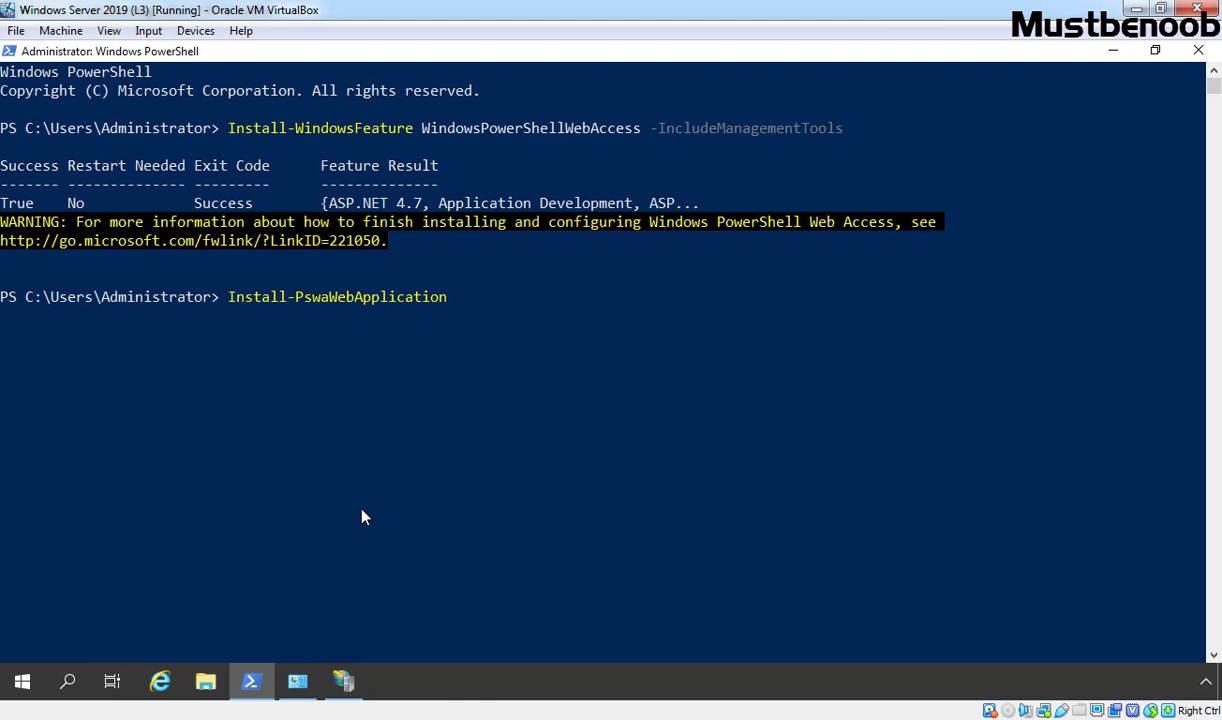 Windows Server 2019 (L3) [Running] - Oracle VM VirtualBox
Mustbenoob
File Machine View Input Devices Help
Administrator: Windows PowerShell
Windows PowerShell
Copyright (C) Microsoft Corporation. All rights reserved.
PS C:\Users\Administrator> Install-WindowsFeature WindowsPowerShellWebAccess -IncludeManagementTools
Success Restart Needed Exit Code      Feature Result
------- -------------- ---------      --------------
True    No             Success        {ASP.NET 4.7, Application Development, ASP...
WARNING: For more information about how to finish installing and configuring Windows PowerShell Web Access, see
http://go.microsoft.com/fwlink/?LinkID=221050.
PS C:\Users\Administrator> Install-PswaWebApplication
Right Ctrl